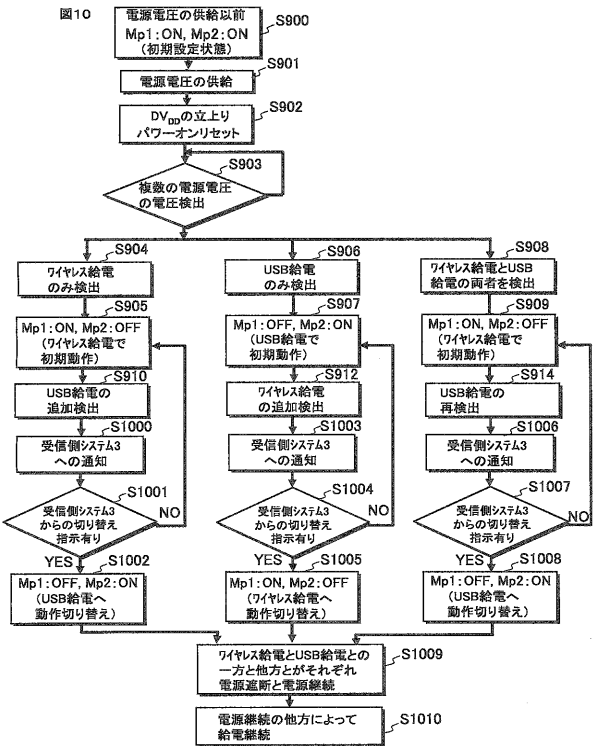 図10
電源電圧の供給以前
Mp1:ON, Mp2:ON
(初期設定状態)
S900
電源電圧の供給
S901
DVDDの立上り
パワーオンリセット
S902
複数の電源電圧
の電圧検出
S903
ワイヤレス給電
のみ検出
S904
Mp1:ON, Mp2:OFF
(ワイヤレス給電で
初期動作)
S905
USB給電の
追加検出
S910
受信側システム3
への通知
S1000
受信側システム3
からの切り替え
指示有り
S1001
NO
YES
Mp1:OFF, Mp2:ON
(USB給電へ
動作切り替え)
S1002
USB給電
のみ検出
S906
Mp1:OFF, Mp2:ON
(USB給電で
初期動作)
S907
ワイヤレス給電
の追加検出
S912
受信側システム3
への通知
S1003
受信側システム3
からの切り替え
指示有り
S1004
NO
YES
Mp1:ON, Mp2:OFF
(ワイヤレス給電へ
動作切り替え)
S1005
ワイヤレス給電とUSB
給電の両者を検出
S908
Mp1:ON, Mp2:OFF
(ワイヤレス給電で
初期動作)
S909
USB給電の
再検出
S914
受信側システム3
への通知
S1006
受信側システム3
からの切り替え
指示有り
S1007
NO
YES
Mp1:OFF, Mp2:ON
(USB給電へ
動作切り替え)
S1008
ワイヤレス給電とUSB給電との
一方と他方とがそれぞれ
電源遮断と電源継続
S1009
電源継続の他方によって
給電継続
S1010